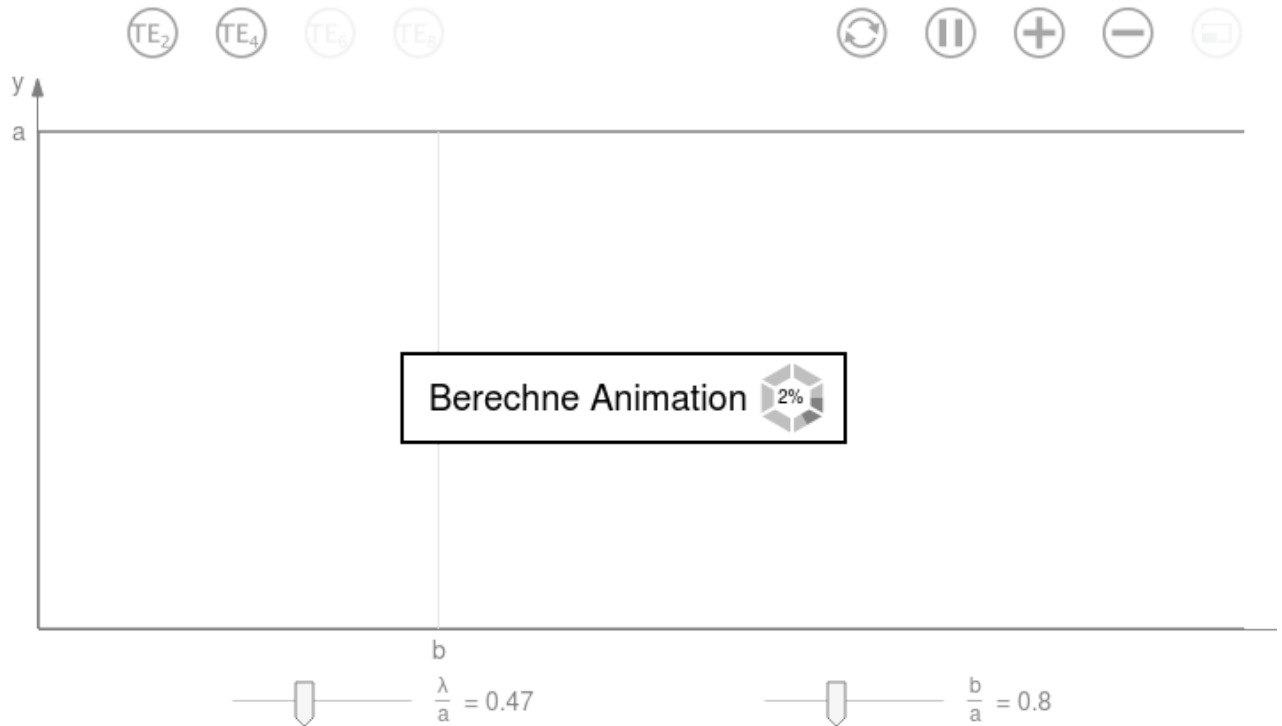 TE₂ TE₄ TE₆ TE₈
y
a
Berechne Animation 2%
b
λ/a = 0.47
b/a = 0.8